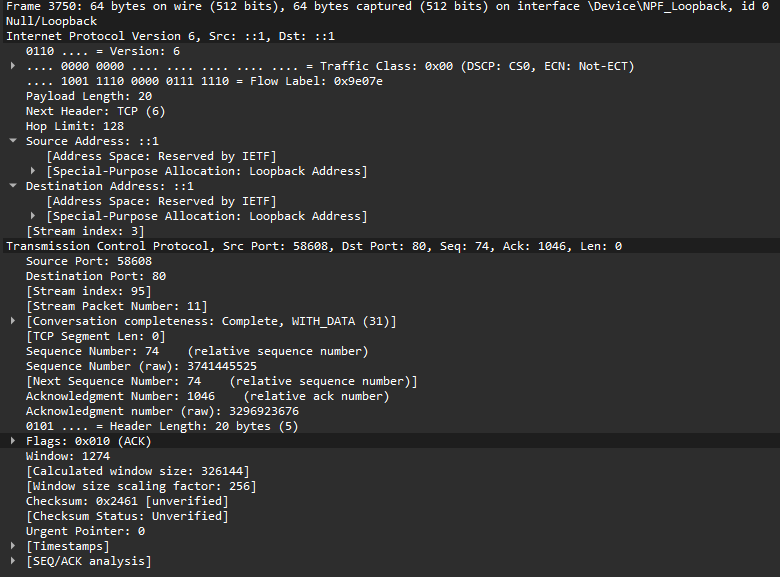 Frame 3750: 64 bytes on wire (512 bits), 64 bytes captured (512 bits) on interface \Device\NPF_Loopback, id 0
Null/Loopback
Internet Protocol Version 6, Src: ::1, Dst: ::1
0110 .... = Version: 6
.... 0000 0000 .... .... .... .... .... = Traffic Class: 0x00 (DSCP: CS0, ECN: Not-ECT)
.... 1001 1110 0000 0111 1110 = Flow Label: 0x9e07e
Payload Length: 20
Next Header: TCP (6)
Hop Limit: 128
Source Address: ::1
[Address Space: Reserved by IETF]
[Special-Purpose Allocation: Loopback Address]
Destination Address: ::1
[Address Space: Reserved by IETF]
[Special-Purpose Allocation: Loopback Address]
[Stream index: 3]
Transmission Control Protocol, Src Port: 58608, Dst Port: 80, Seq: 74, Ack: 1046, Len: 0
Source Port: 58608
Destination Port: 80
[Stream index: 95]
[Stream Packet Number: 11]
[Conversation completeness: Complete, WITH_DATA (31)]
[TCP Segment Len: 0]
Sequence Number: 74    (relative sequence number)
Sequence Number (raw): 3741445525
[Next Sequence Number: 74    (relative sequence number)]
Acknowledgment Number: 1046    (relative ack number)
Acknowledgment number (raw): 3296923676
0101 .... = Header Length: 20 bytes (5)
Flags: 0x010 (ACK)
Window: 1274
[Calculated window size: 326144]
[Window size scaling factor: 256]
Checksum: 0x2461 [unverified]
[Checksum Status: Unverified]
Urgent Pointer: 0
[Timestamps]
[SEQ/ACK analysis]